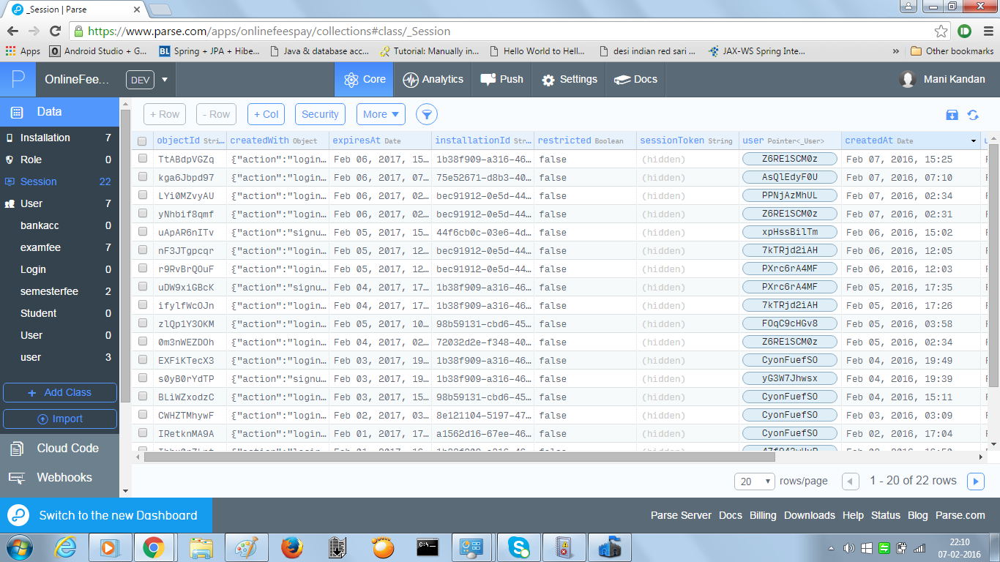 _Session | Parse
https://www.parse.com/apps/onlinefeespay/collections#class/_Session
Apps Android Studio + G... Spring + JPA + Hibe... Java & database acc... Tutorial: Manually in... Hello World to Hell... desi indian red sari ... JAX-WS Spring Inte... » Other bookmarks
OnlineFee... DEV Core Analytics Push Settings Docs Mani Kandan
Data
Installation 7
Role 0
Session 22
User 7
bankacc 0
examfee 7
Login 0
semesterfee 2
Student 0
User 0
user 3
+ Add Class
Import
Cloud Code
Webhooks
+ Row - Row + Col Security More
objectId Stri... createdWith Object expiresAt Date installationId Str... restricted Boolean sessionToken String user Pointer<_User> createdAt Date
TtABdpVGZq {"action":"login... Feb 06, 2017, 15... 1b38f909-a316-46... false (hidden) Z6RE1SCM0z Feb 07, 2016, 15:25
kga6Jbpd97 {"action":"login... Feb 06, 2017, 07... 75e52671-d8b3-40... false (hidden) AsQlEdyF0U Feb 07, 2016, 07:10
LYi0MZvyAU {"action":"login... Feb 06, 2017, 02... bec91912-0e5d-44... false (hidden) PPNjAzMhUL Feb 07, 2016, 02:34
yNhbif8qmf {"action":"login... Feb 06, 2017, 02... bec91912-0e5d-44... false (hidden) Z6RE1SCM0z Feb 07, 2016, 02:31
uApAR6nITv {"action":"signu... Feb 05, 2017, 15... 44f6cb0c-03e6-4d... false (hidden) xpHssBilTm Feb 06, 2016, 15:02
nF3JTgpcqr {"action":"login... Feb 05, 2017, 12... bec91912-0e5d-44... false (hidden) 7kTRjd2iAH Feb 06, 2016, 12:05
r9RvBrQOuF {"action":"login... Feb 05, 2017, 12... bec91912-0e5d-44... false (hidden) PXrc6rA4MF Feb 06, 2016, 12:03
uDW9xiGBcK {"action":"signu... Feb 04, 2017, 17... 1b38f909-a316-46... false (hidden) PXrc6rA4MF Feb 05, 2016, 17:35
ifylfWcOJn {"action":"login... Feb 04, 2017, 17... 1b38f909-a316-46... false (hidden) 7kTRjd2iAH Feb 05, 2016, 17:26
zlQp1Y3OKM {"action":"login... Feb 05, 2017, 10... 98b59131-cbd6-45... false (hidden) FOqC9cHGv8 Feb 05, 2016, 03:58
0m3nWEZDOh {"action":"login... Feb 04, 2017, 02... 72032d2e-f348-40... false (hidden) Z6RE1SCM0z Feb 05, 2016, 02:34
EXFiKTecX3 {"action":"login... Feb 03, 2017, 19... 1b38f909-a316-46... false (hidden) CyonFuefSO Feb 04, 2016, 19:49
s0yB0rYdTP {"action":"signu... Feb 03, 2017, 19... 1b38f909-a316-46... false (hidden) yG3W7Jhwsx Feb 04, 2016, 19:39
BLiWZxodzC {"action":"login... Feb 03, 2017, 15... 98b59131-cbd6-45... false (hidden) CyonFuefSO Feb 04, 2016, 15:11
CWHZTMhywF {"action":"login... Feb 02, 2017, 03... 8e121104-5197-47... false (hidden) CyonFuefSO Feb 03, 2016, 03:09
IRetknMA9A {"action":"login... Feb 01, 2017, 17... a1562d16-67ee-46... false (hidden) CyonFuefSO Feb 02, 2016, 17:04
20 rows/page 1 - 20 of 22 rows
Switch to the new Dashboard Parse Server Docs Billing Downloads Help Status Blog Parse.com
22:10
07-02-2016